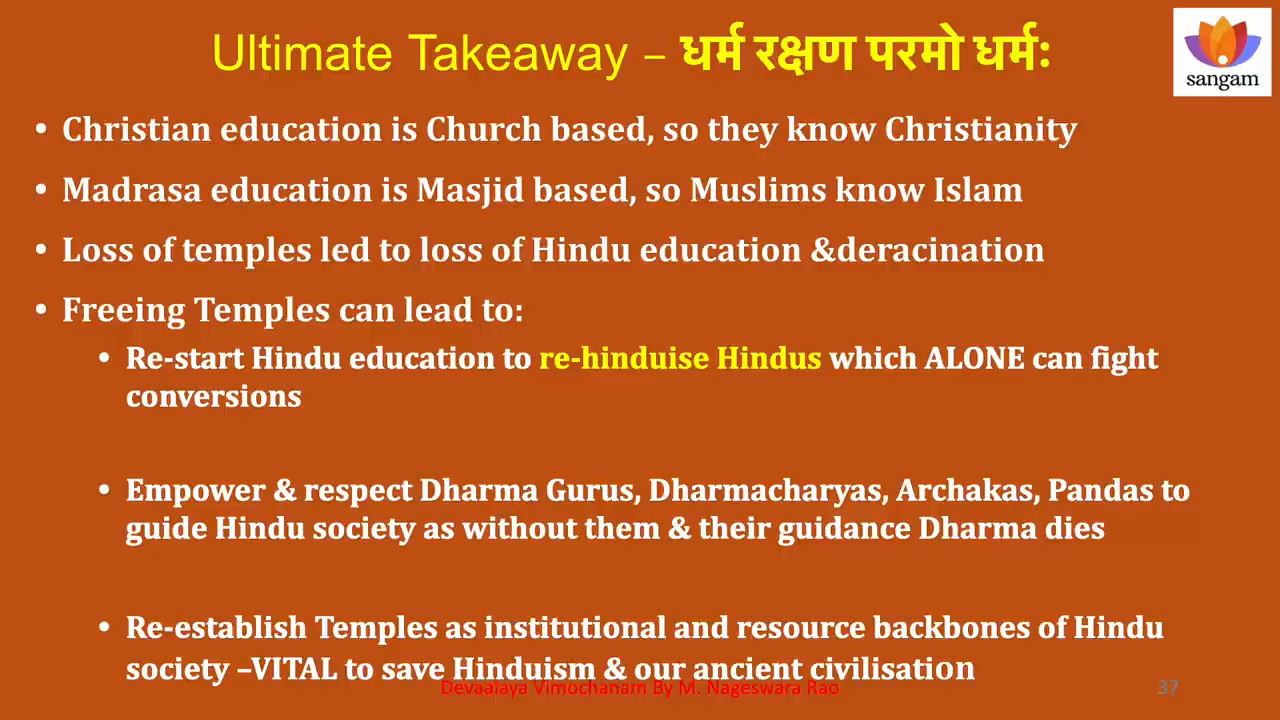 Ultimate Takeaway – धर्म रक्षण परमो धर्मः
sangam
• Christian education is Church based, so they know Christianity
• Madrasa education is Masjid based, so Muslims know Islam
• Loss of temples led to loss of Hindu education &deracination
• Freeing Temples can lead to:
• Re-start Hindu education to re-hinduise Hindus which ALONE can fight
conversions
• Empower & respect Dharma Gurus, Dharmacharyas, Archakas, Pandas to
guide Hindu society as without them & their guidance Dharma dies
• Re-establish Temples as institutional and resource backbones of Hindu
society –VITAL to save Hinduism & our ancient civilisation
Devaalaya Vimochanam By M. Nageswara Rao
37